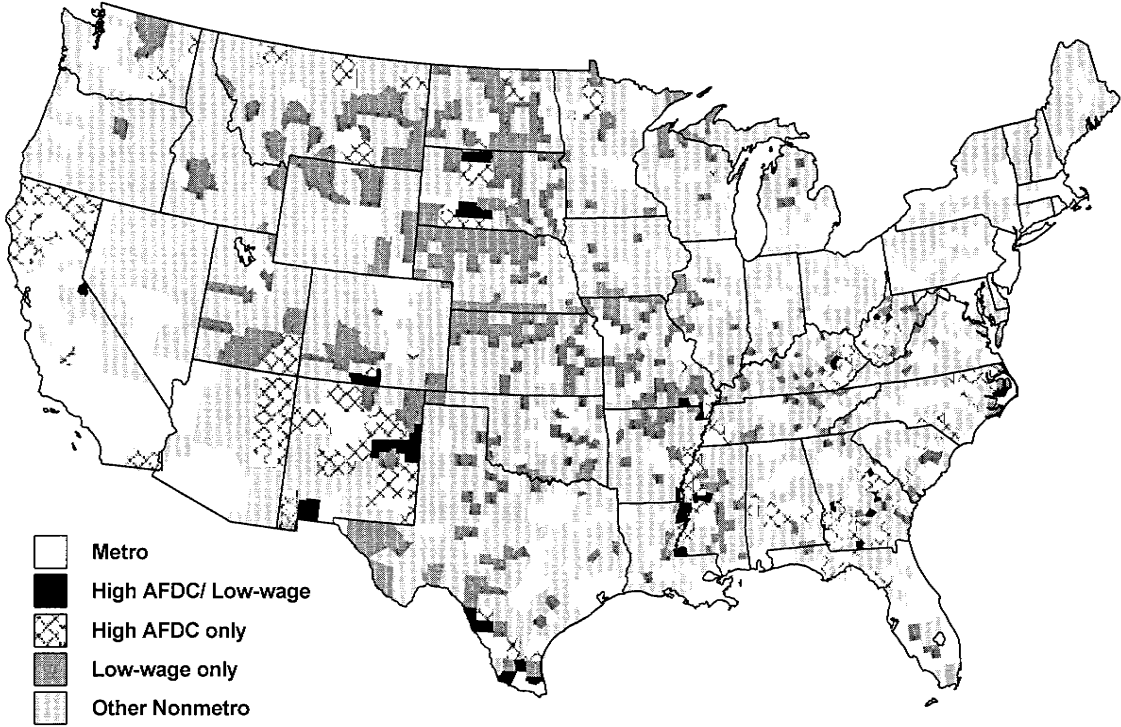 Metro
High AFDC/ Low-wage
High AFDC only
Low-wage only
Other Nonmetro